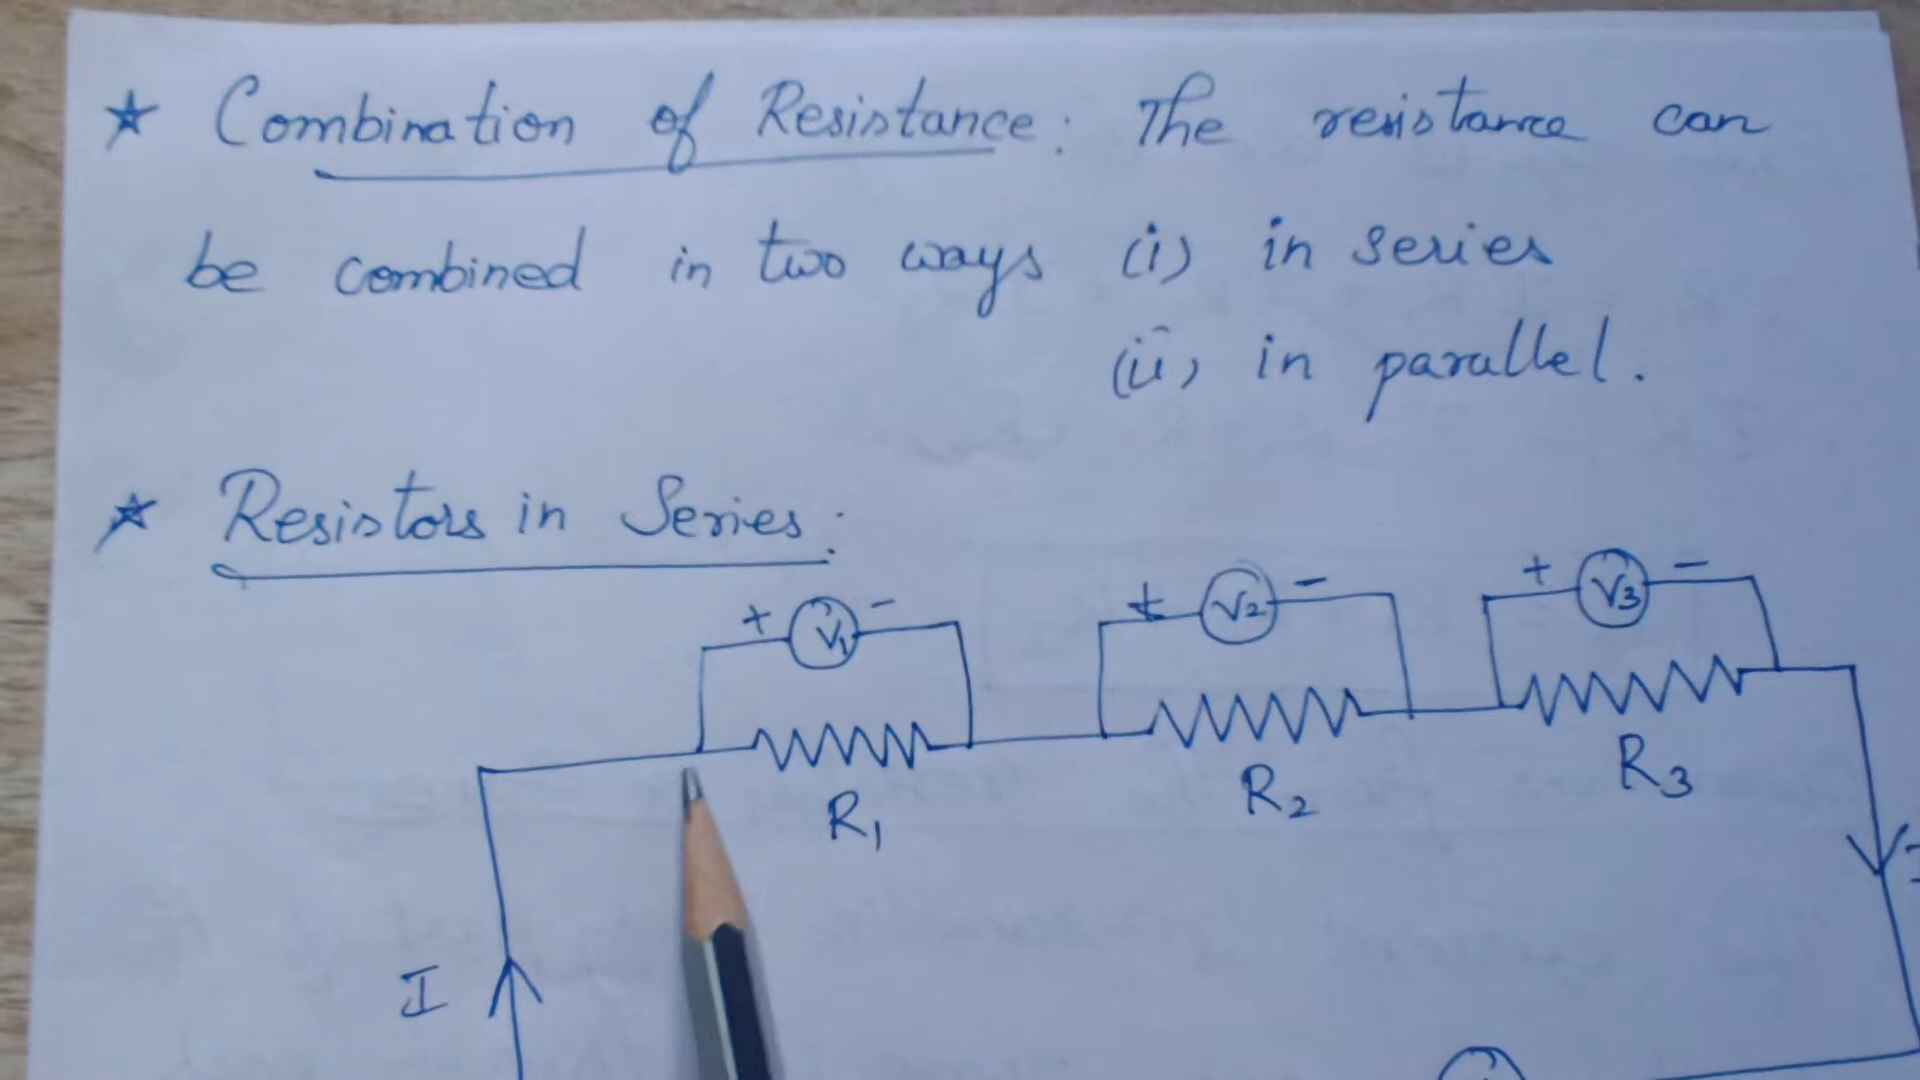 ★ Combination of Resistance: The resistance can
be combined in two ways (i) in series
(ii) in parallel.
★ Resistors in Series:
+ V1 - + V2 - + V3 -
R1 R2 R3
I